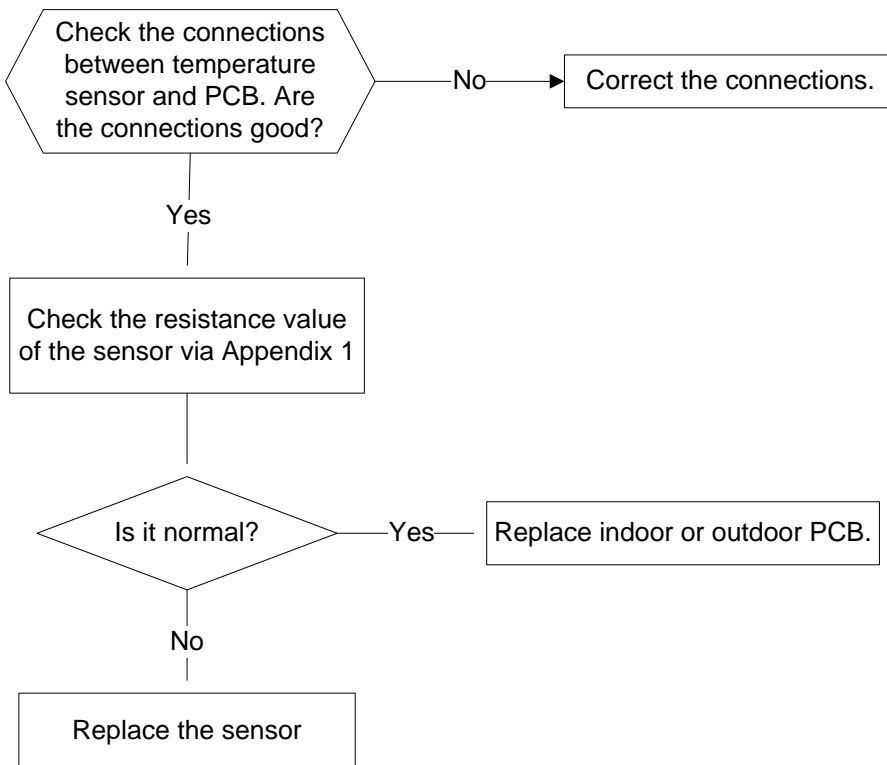 Check the connections
between temperature
sensor and PCB. Are
the connections good?
No
Correct the connections.
Yes
Check the resistance value
of the sensor via Appendix 1
Is it normal?
Yes
Replace indoor or outdoor PCB.
No
Replace the sensor